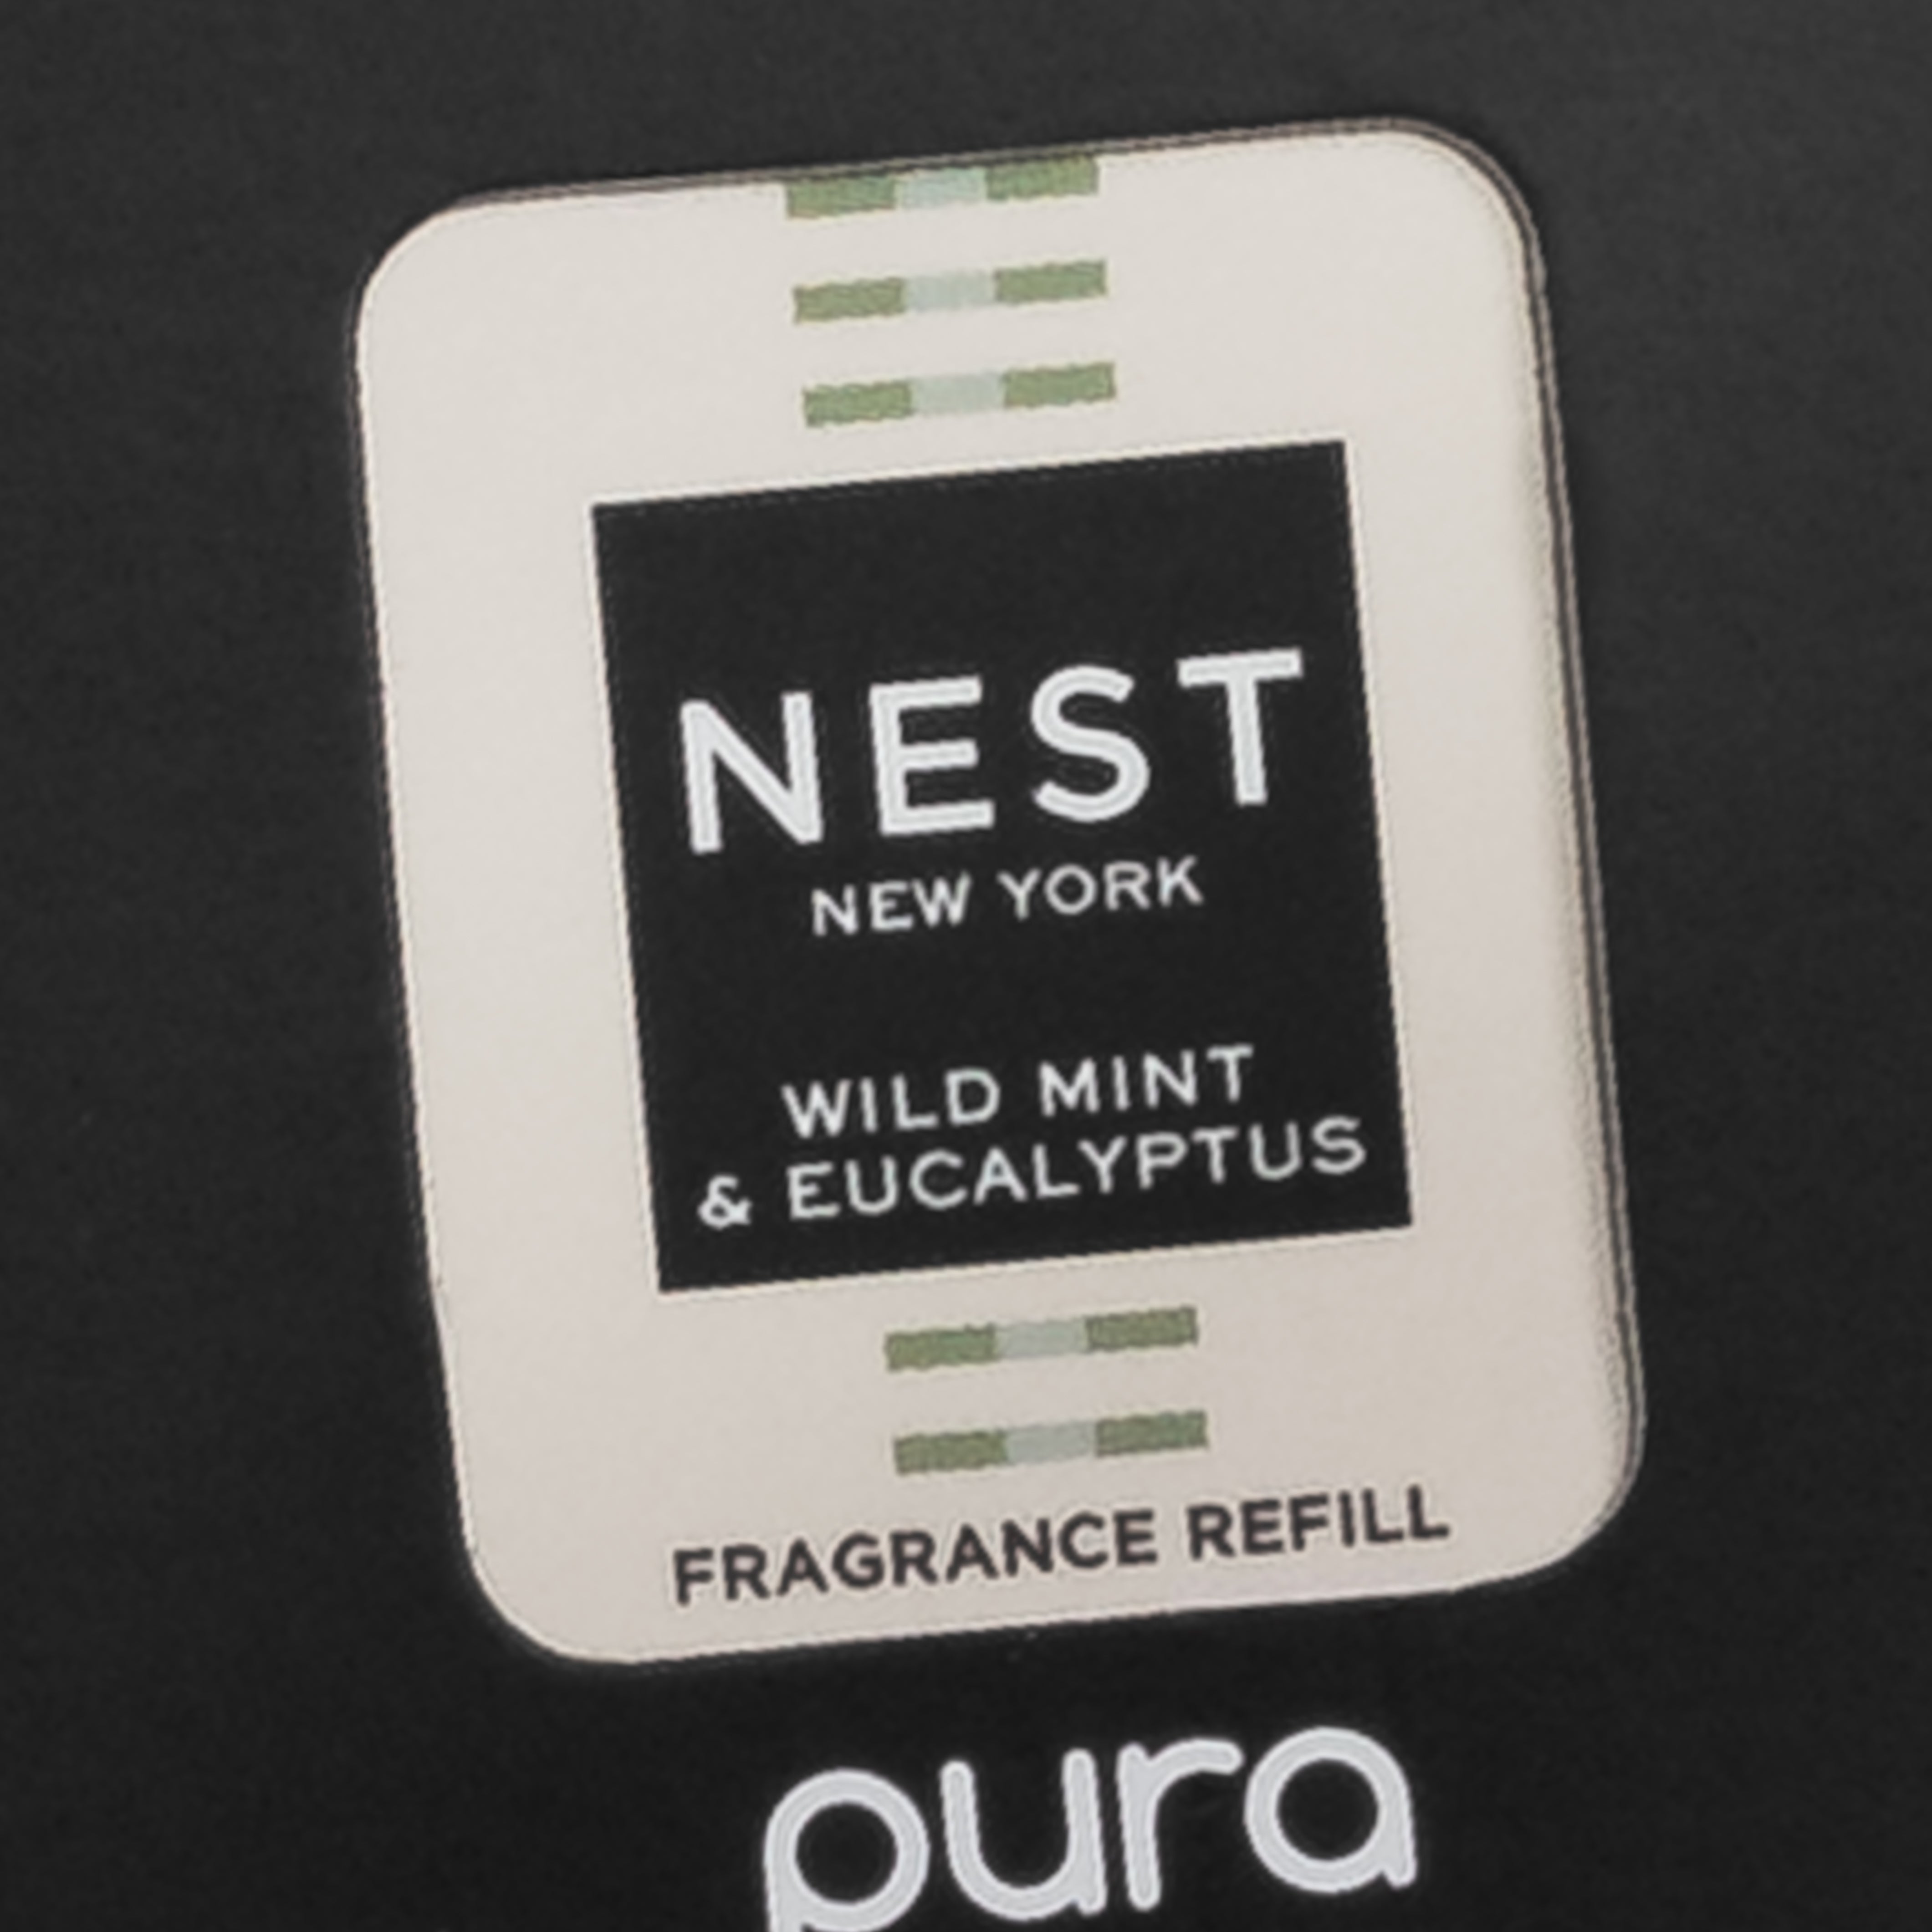 NEST
NEW YORK
WILD MINT
& EUCALYPTUS
FRAGRANCE REFILL
pura